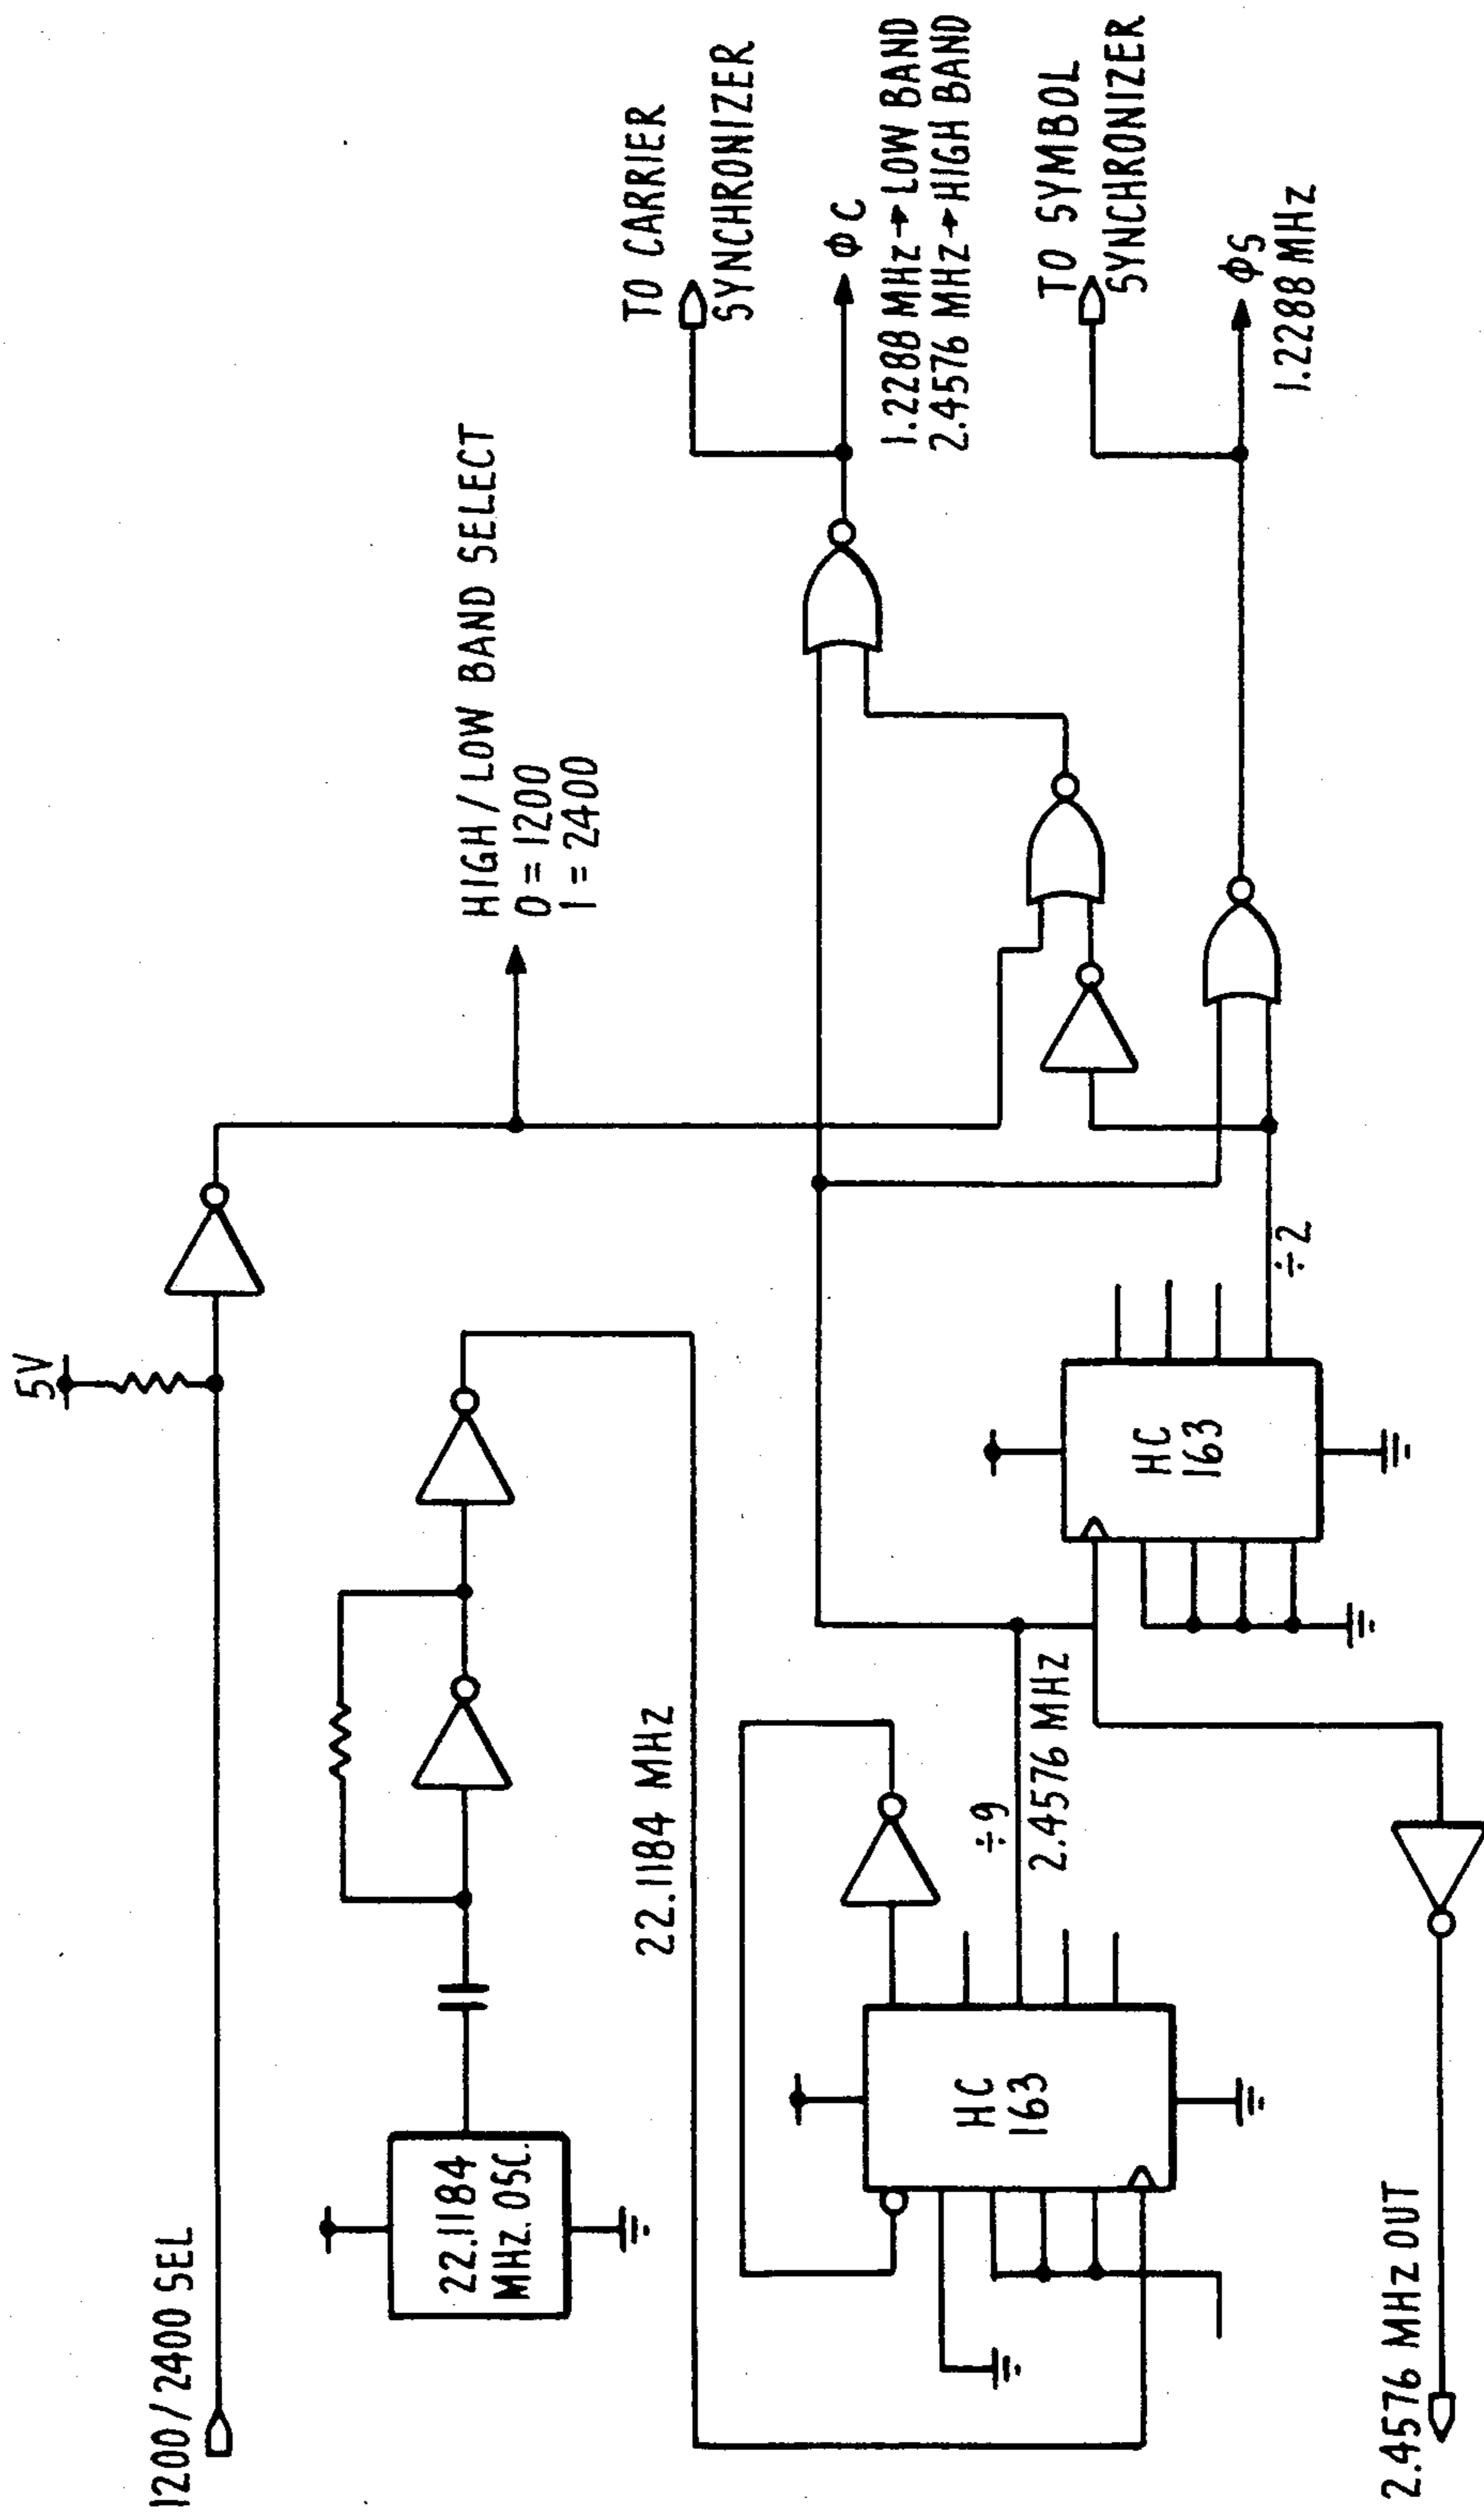 1200/2400 SEL
5V
HIGH/LOW BAND SELECT
0=1200
1=2400
22.1184
MHz. OSC.
22.1184 MHz
TO CARRIER
SYNCHRONIZER
φC
1.2288 MHz→LOW BAND
2.4576 MHz→HIGH BAND
HC
163
÷9
2.4576 MHz
HC
163
÷2
TO SYMBOL
SYNCHRONIZER
φS
1.2288 MHz
2.4576 MHz OUT